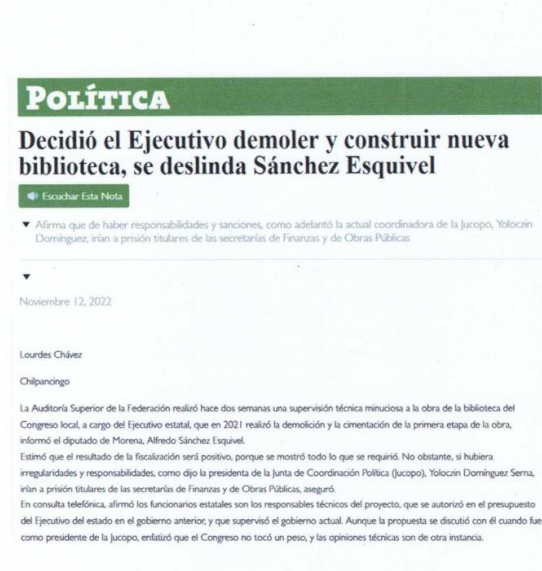 POLÍTICA
Decidió el Ejecutivo demoler y construir nueva
biblioteca, se deslinda Sánchez Esquivel
Escuchar Esta Nota
Afirma que de haber responsabilidades y sanciones, como adelantó la actual coordinadora de la Jucopo, Yoloczin
Domínguez, irían a prisión titulares de las secretarías de Finanzas y de Obras Públicas
Noviembre 12, 2022
Lourdes Chávez
Chilpancingo
La Auditoría Superior de la Federación realizó hace dos semanas una supervisión técnica minuciosa a la obra de la biblioteca del
Congreso local, a cargo del Ejecutivo estatal, que en 2021 realizó la demolición y la cimentación de la primera etapa de la obra,
informó el diputado de Morena, Alfredo Sánchez Esquivel.
Estimó que el resultado de la fiscalización será positivo, porque se mostró todo lo que se requirió. No obstante, si hubiera
irregularidades y responsabilidades, como dijo la presidenta de la Junta de Coordinación Política (Jucopo), Yoloczin Domínguez Serna,
irían a prisión titulares de las secretarías de Finanzas y de Obras Públicas, aseguró.
En consulta telefónica, afirmó los funcionarios estatales son los responsables técnicos del proyecto, que se autorizó en el presupuesto
del Ejecutivo del estado en el gobierno anterior, y que supervisó el gobierno actual. Aunque la propuesta se discutió con él cuando fue
como presidente de la Jucopo, enfatizó que el Congreso no tocó un peso, y las opiniones técnicas son de otra instancia.